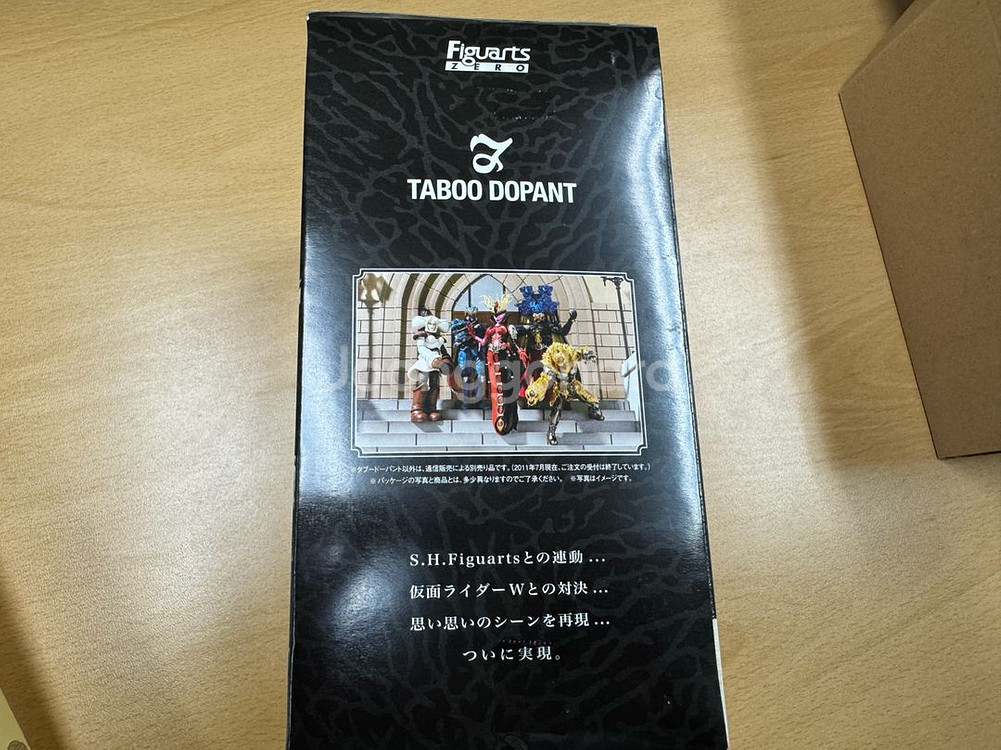 Figuarts
ZERO
TABOO DOPANT
Joonggonara
※タブー・ドーパント以外は、通信販売による別売り品です。(2011年7月現在、ご注文の受付は終了しています。)
※パッケージの写真と商品とは、多少異なりますのでご了承ください。 ※写真はイメージです。
S.H.Figuartsとの連動…
仮面ライダーWとの対決…
思い思いのシーンを再現…
ついに実現。